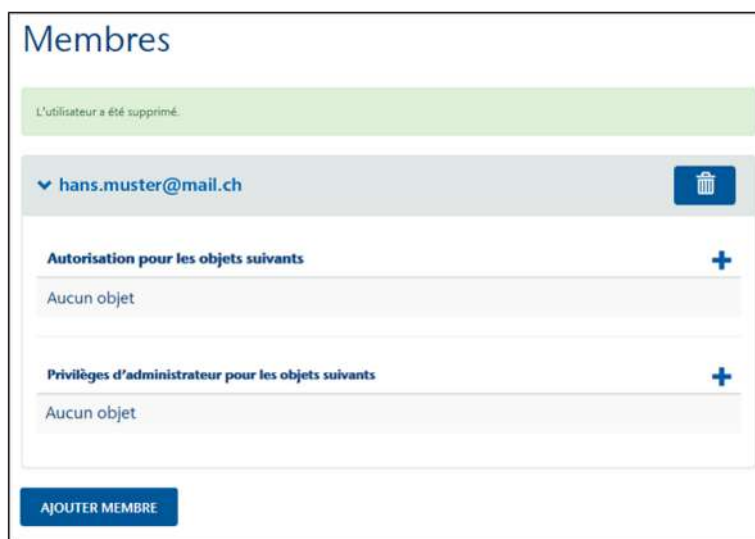 Membres
L'utilisateur a été supprimé.
hans.muster@mail.ch
Autorisation pour les objets suivants
Aucun objet
Privilèges d'administrateur pour les objets suivants
Aucun objet
AJOUTER MEMBRE